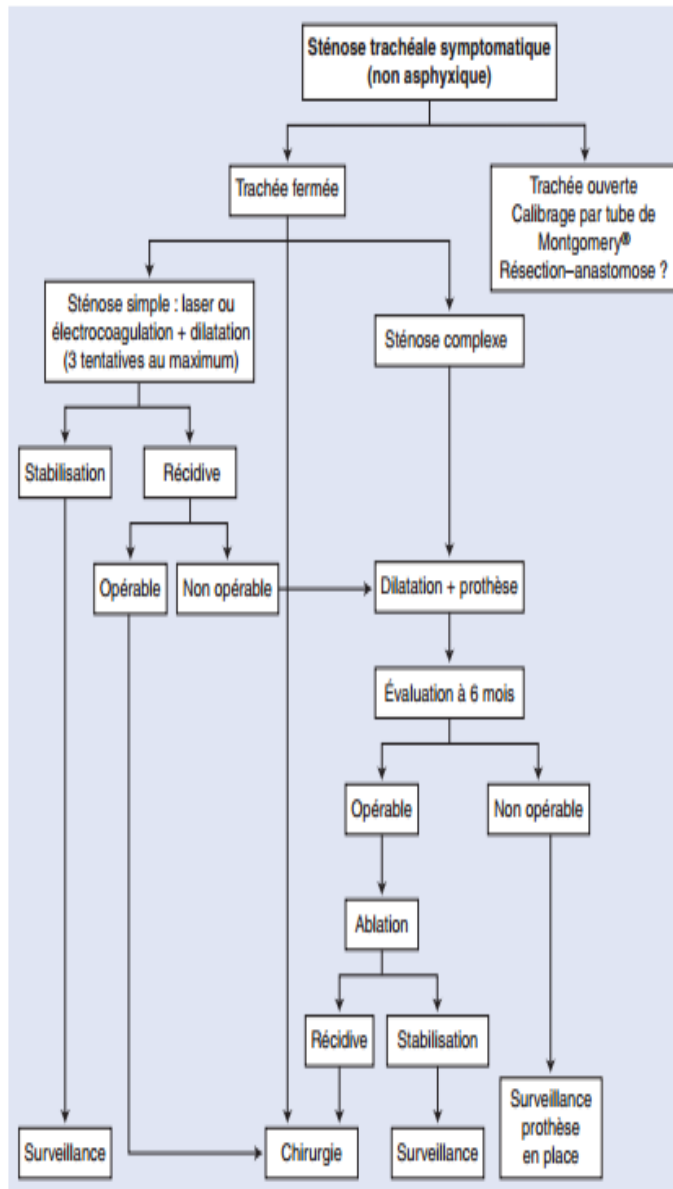 Sténose trachéale symptomatique
(non asphyxique)
Trachée fermée
Trachée ouverte
Calibrage par tube de
Montgomery®
Résection–anastomose ?
Sténose simple : laser ou
électrocoagulation + dilatation
(3 tentatives au maximum)
Sténose complexe
Stabilisation
Récidive
Opérable
Non opérable
Dilatation + prothèse
Évaluation à 6 mois
Opérable
Non opérable
Ablation
Récidive
Stabilisation
Surveillance
Chirurgie
Surveillance
Surveillance
prothèse
en place